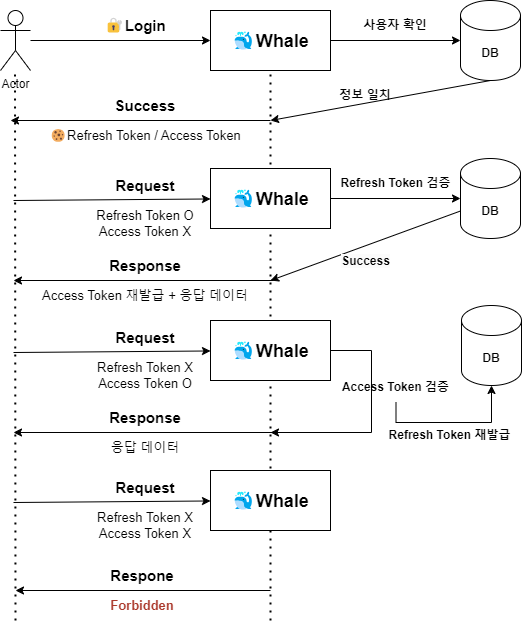 🔐 Login
사용자 확인
🐳 Whale
DB
Actor
정보 일치
Success
🍪 Refresh Token / Access Token
Request
Refresh Token 검증
🐳 Whale
Refresh Token O
Access Token X
DB
Response
Success
Access Token 재발급 + 응답 데이터
Request
🐳 Whale
DB
Refresh Token X
Access Token O
Access Token 검증
Response
Refresh Token 재발급
응답 데이터
Request
🐳 Whale
Refresh Token X
Access Token X
Respone
Forbidden